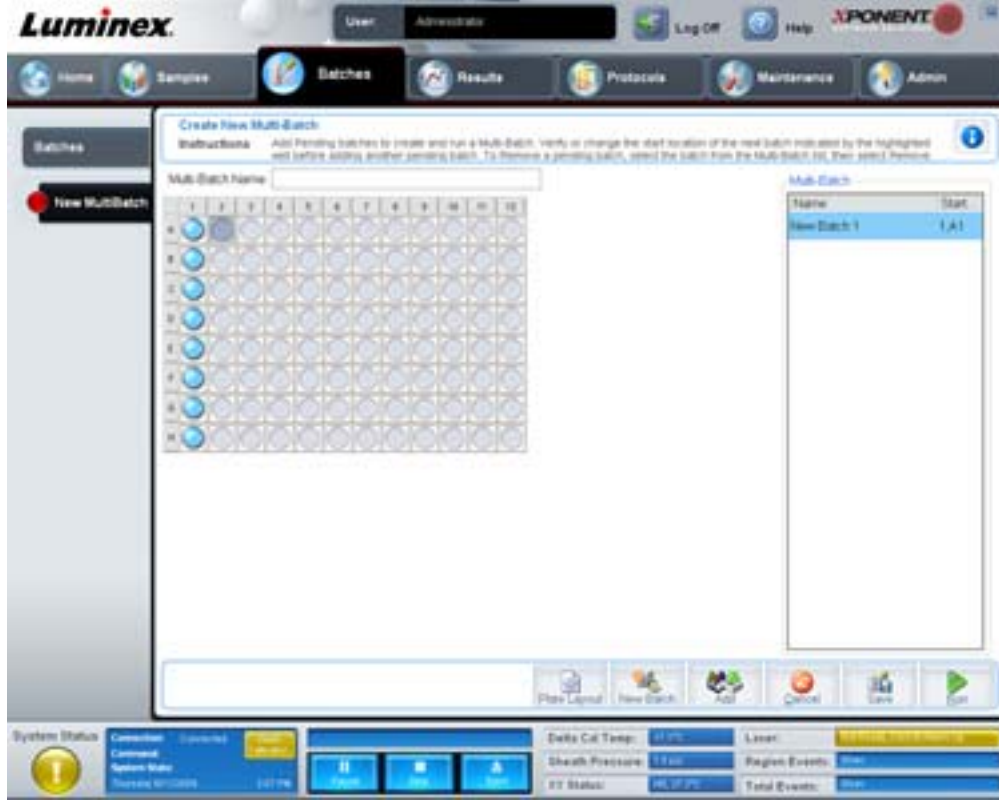 Luminex
User: Administrator
Log Off
Help
XPONENT
Home
Samples
Batches
Results
Protocols
Maintenance
Admin
Batches
New MultiBatch
Create New Multi-Batch
Instructions
Add Pending batches to create and run a Multi-Batch. Verify or change the start location of the next batch indicated by the highlighted
well before adding another pending batch. To Remove a pending batch, select the batch from the Multi-Batch list, then select Remove
Multi-Batch Name
1 2 3 4 5 6 7 8 9 10 11 12
A
B
C
D
E
F
G
H
Multi-Batch
Name Start
New Batch 1 1,A1
Plate Layout
New Batch
Add
Cancel
Save
Run
System Status
Connection: Connected
Command:
System State:
Pause
Stop
Eject
Delta Cal Temp:
Laser:
Sheath Pressure:
Region Events:
XY Status:
Total Events: